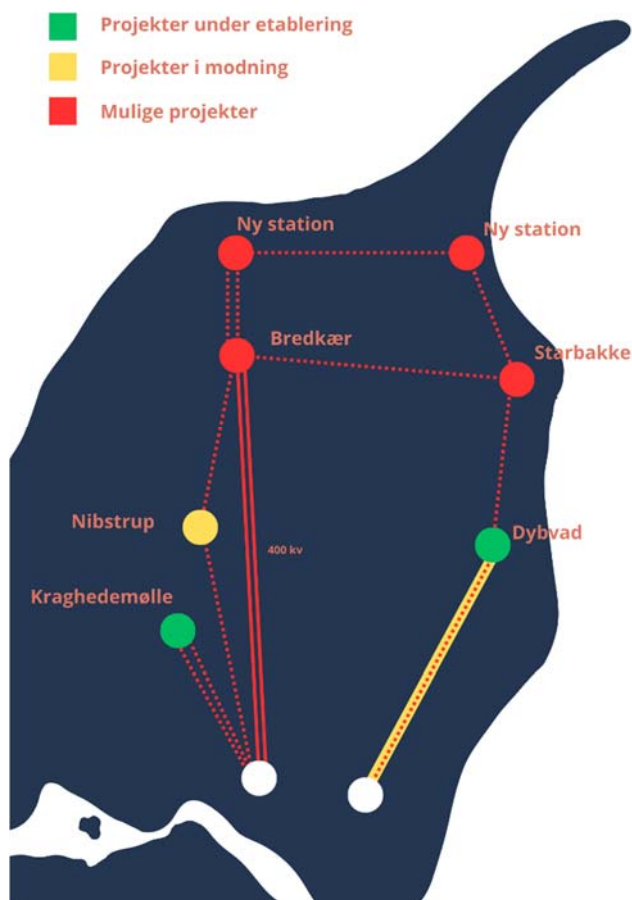 Projekter under etablering
Projekter i modning
Mulige projekter
Ny station
Ny station
Bredkær
Starbakke
Nibstrup
400 kv
Dybvad
Kraghedemølle